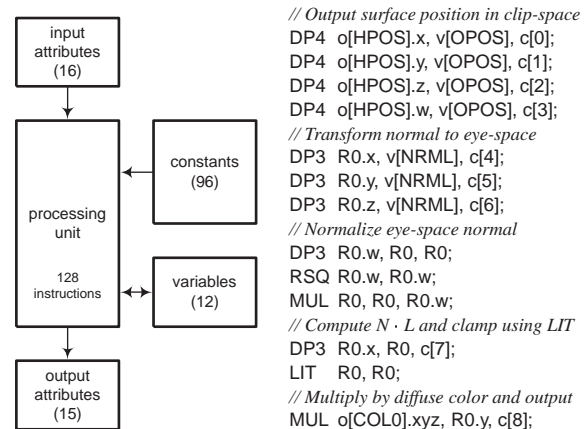 input
attributes
(16)
constants
(96)
processing
unit
128
instructions
variables
(12)
output
attributes
(15)
// Output surface position in clip-space
DP4 o[HPOS].x, v[OPOS], c[0];
DP4 o[HPOS].y, v[OPOS], c[1];
DP4 o[HPOS].z, v[OPOS], c[2];
DP4 o[HPOS].w, v[OPOS], c[3];
// Transform normal to eye-space
DP3 R0.x, v[NRML], c[4];
DP3 R0.y, v[NRML], c[5];
DP3 R0.z, v[NRML], c[6];
// Normalize eye-space normal
DP3 R0.w, R0, R0;
RSQ R0.w, R0.w;
MUL R0, R0, R0.w;
// Compute N · L and clamp using LIT
DP3 R0.x, R0, c[7];
LIT R0, R0;
// Multiply by diffuse color and output
MUL o[COL0].xyz, R0.y, c[8];